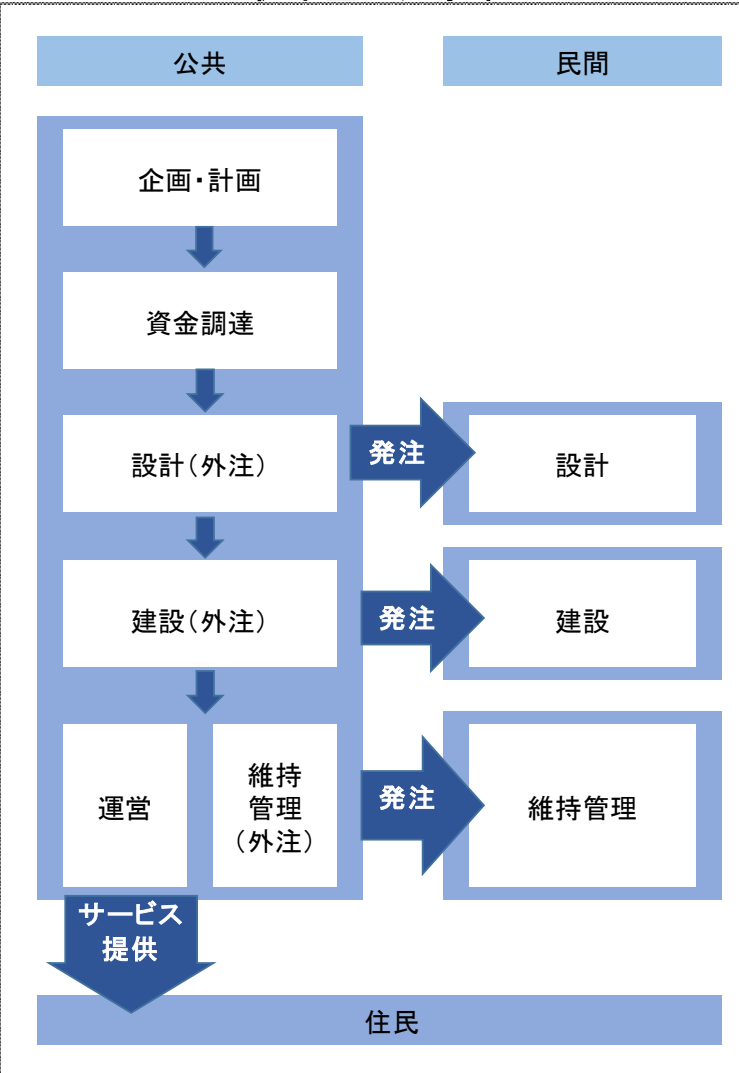 公共
民間
企画・計画
資金調達
設計（外注）
発注
設計
建設（外注）
発注
建設
運営
維持
管理
（外注）
発注
維持管理
サービス
提供
住民